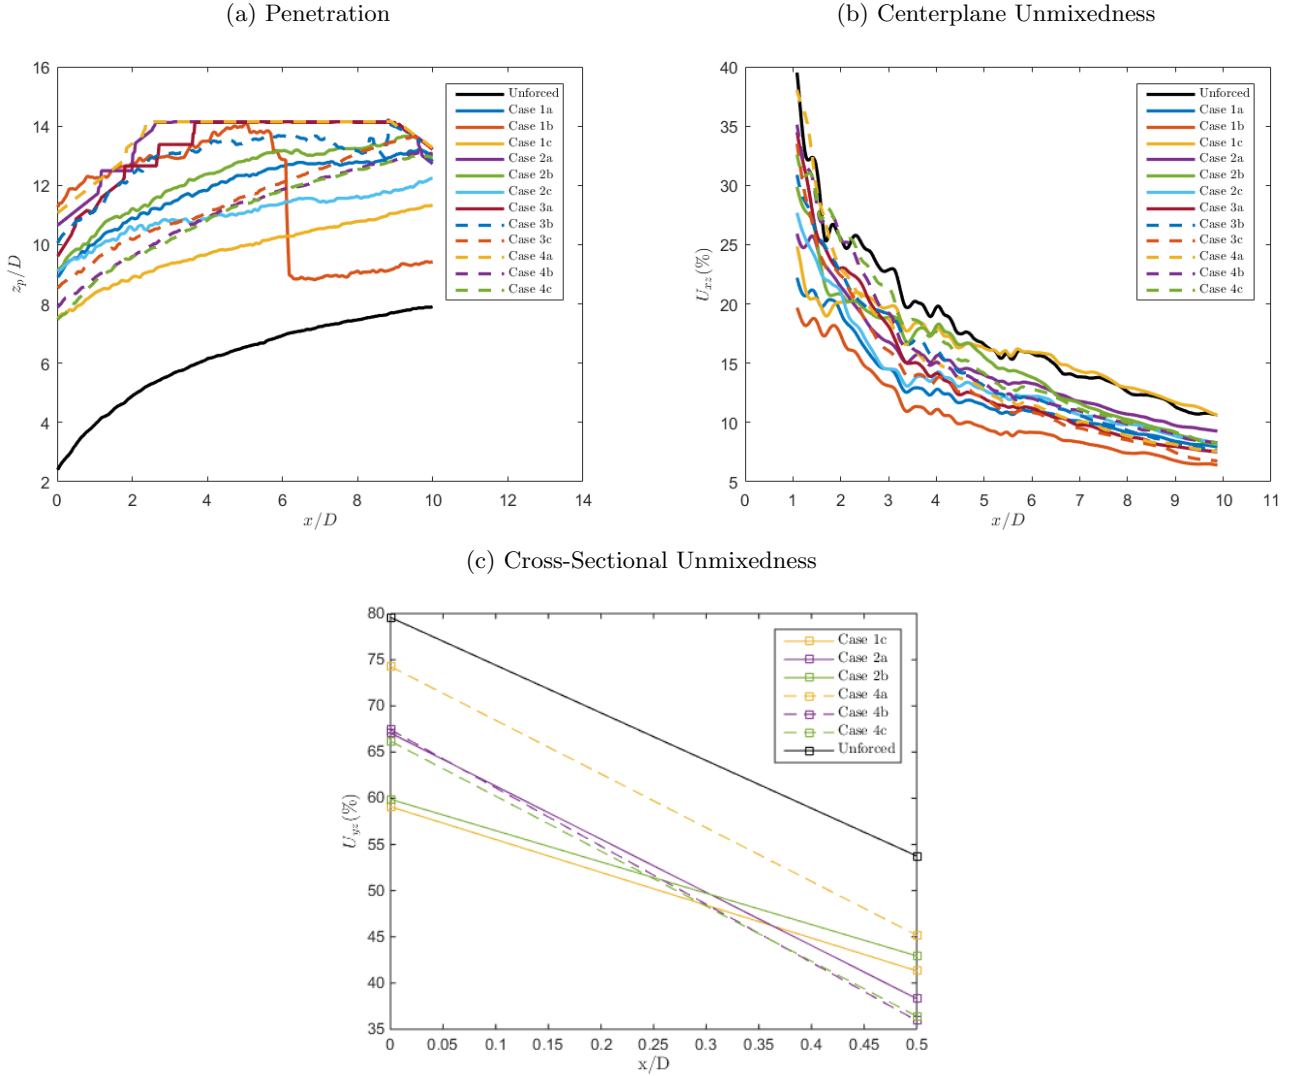 (a) Penetration
16
14
12
10
8
6
4
2
z_p/D
0
2
4
6
8
10
12
14
x/D
Unforced
Case 1a
Case 1b
Case 1c
Case 2a
Case 2b
Case 2c
Case 3a
Case 3b
Case 3c
Case 4a
Case 4b
Case 4c
(b) Centerplane Unmixedness
40
35
30
25
20
15
10
5
U_xz(%)
0
1
2
3
4
5
6
7
8
9
10
11
x/D
Unforced
Case 1a
Case 1b
Case 1c
Case 2a
Case 2b
Case 2c
Case 3a
Case 3b
Case 3c
Case 4a
Case 4b
Case 4c
(c) Cross-Sectional Unmixedness
80
75
70
65
60
55
50
45
40
35
U_yz(%)
0
0.05
0.1
0.15
0.2
0.25
0.3
0.35
0.4
0.45
0.5
x/D
Case 1c
Case 2a
Case 2b
Case 4a
Case 4b
Case 4c
Unforced